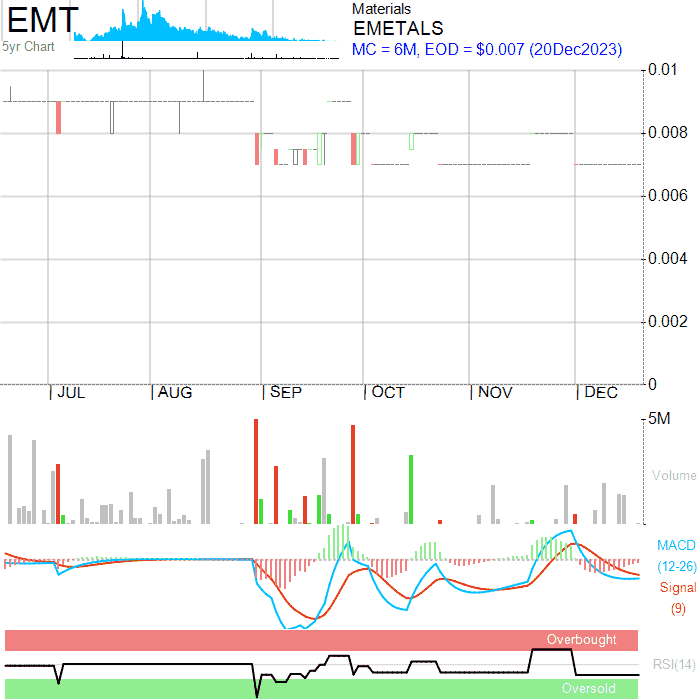 EMT
5yr Chart
Materials
EMETALS
MC = 6M, EOD = $0.007 (20Dec2023)
0.01
0.008
0.006
0.004
0.002
0
JUL AUG SEP OCT NOV DEC
5M
Volume
MACD
(12-26)
Signal
(9)
Overbought
RSI(14)
Oversold